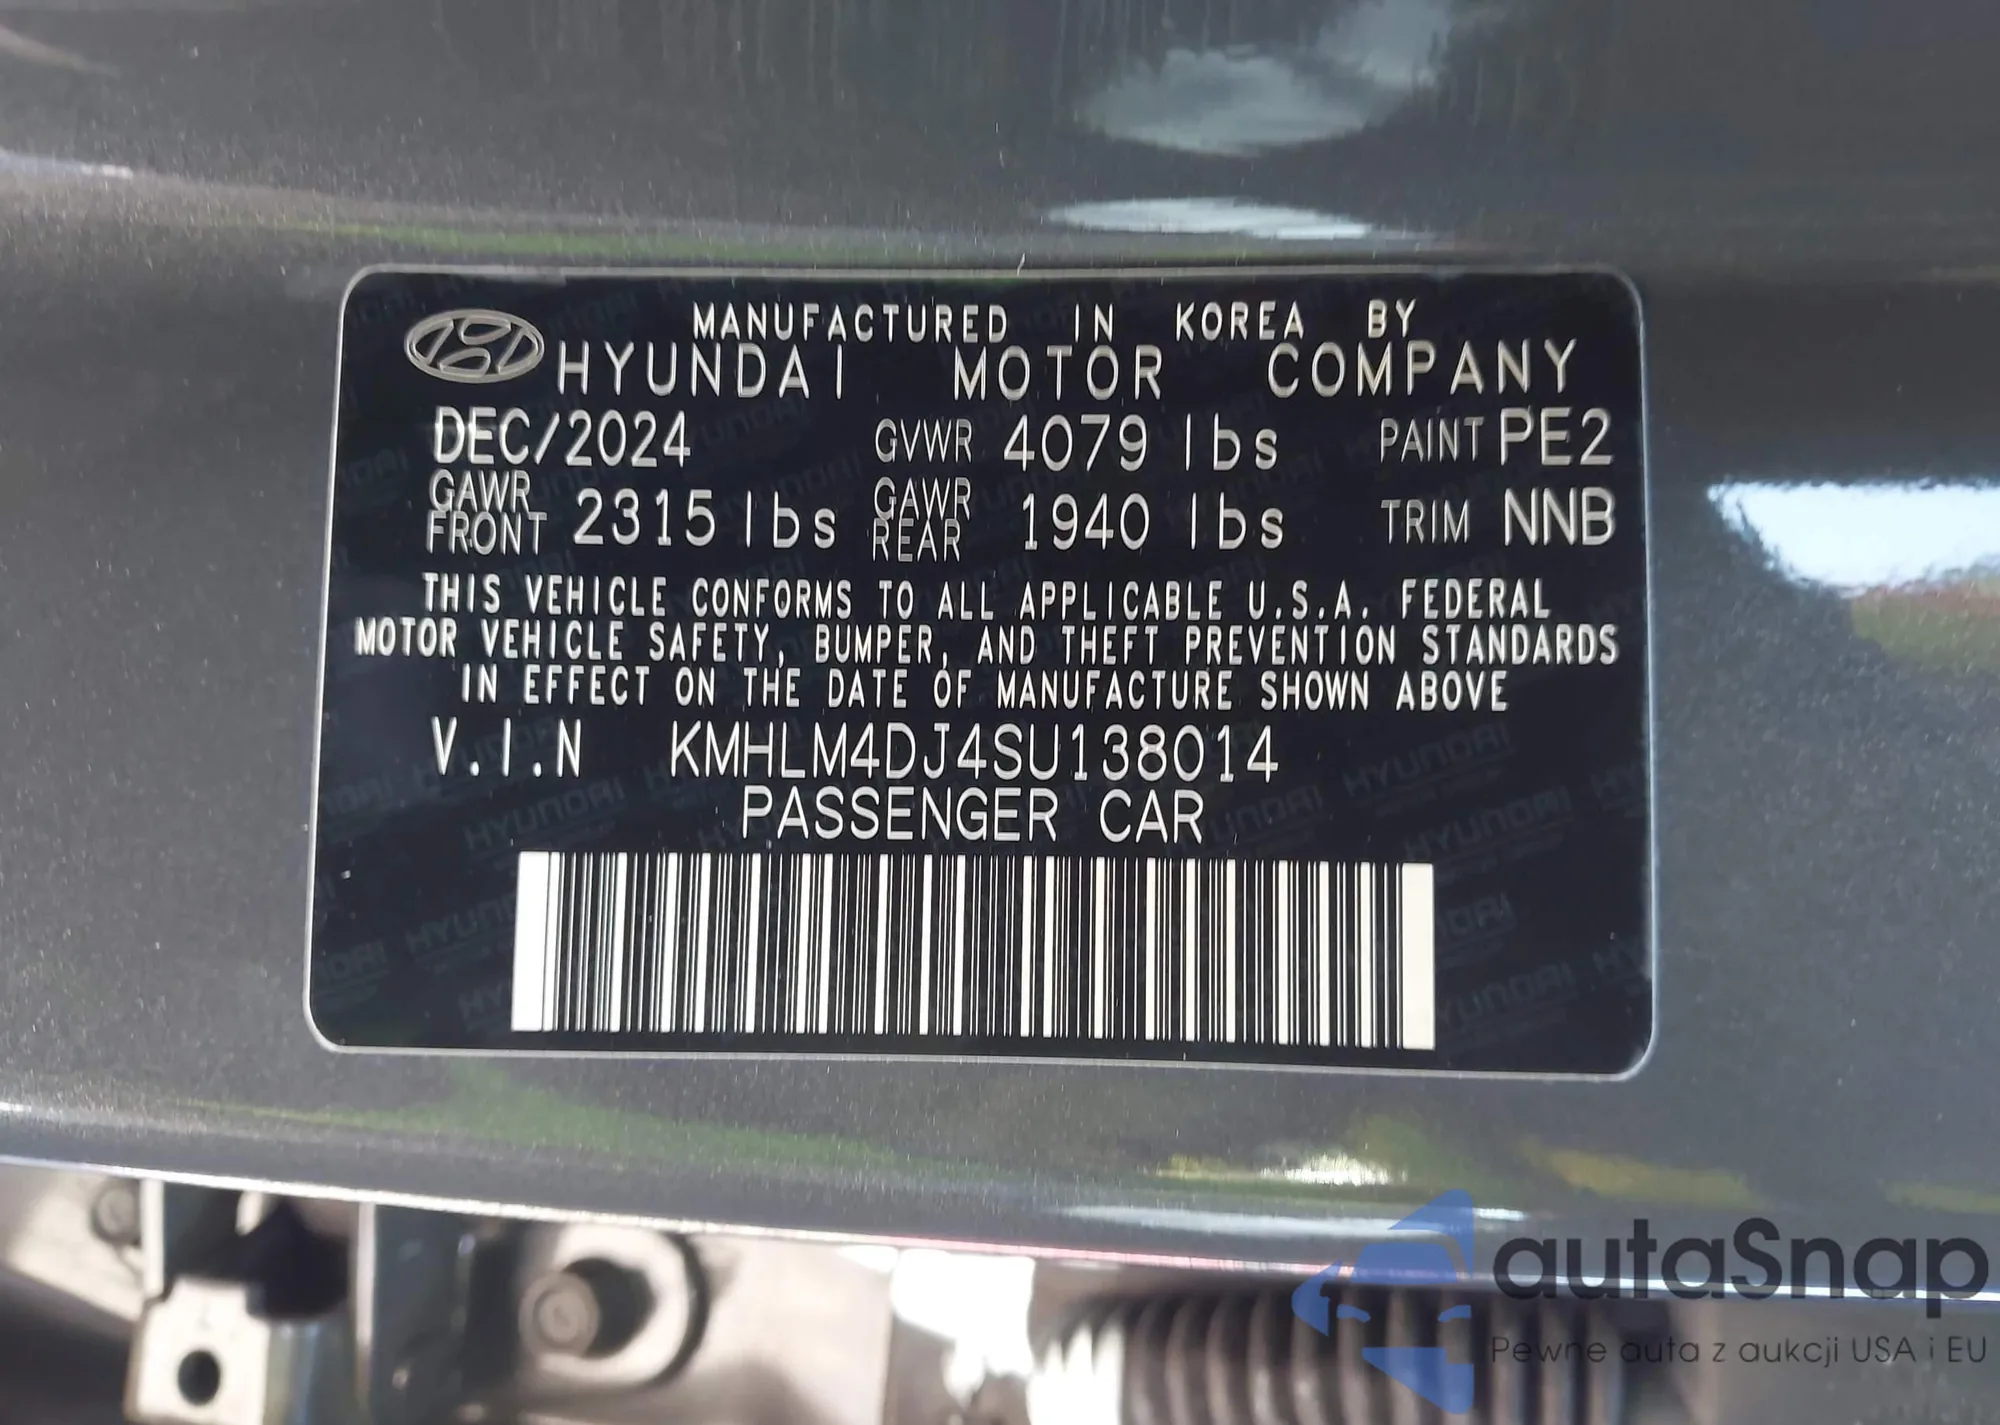 MANUFACTURED IN KOREA BY
HYUNDAI MOTOR COMPANY
DEC/2024 GVWR 4079 lbs PAINT PE2
GAWR FRONT 2315 lbs GAWR REAR 1940 lbs TRIM NNB
THIS VEHICLE CONFORMS TO ALL APPLICABLE U.S.A. FEDERAL
MOTOR VEHICLE SAFETY, BUMPER, AND THEFT PREVENTION STANDARDS
IN EFFECT ON THE DATE OF MANUFACTURE SHOWN ABOVE
V.I.N KMHLM4DJ4SU138014
PASSENGER CAR
autaSnap
Pewne auta z aukcji USA i EU